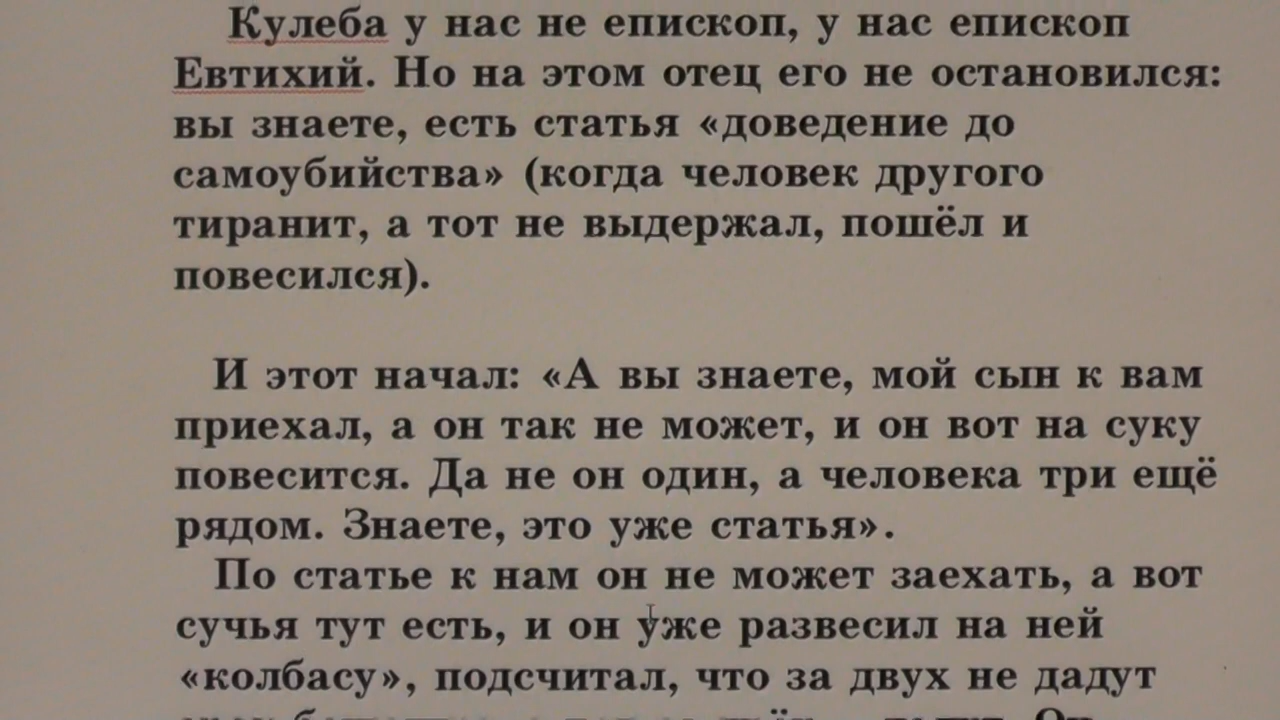 Кулеба у нас не епископ, у нас епископ
Евтихий. Но на этом отец его не остановился:
вы знаете, есть статья «доведение до
самоубийства» (когда человек другого
тиранит, а тот не выдержал, пошёл и
повесился).
И этот начал: «А вы знаете, мой сын к вам
приехал, а он так не может, и он вот на суку
повесится. Да не он один, а человека три ещё
рядом. Знаете, это уже статья».
По статье к нам он не может заехать, а вот
сучья тут есть, и он уже развесил на ней
«колбасу», подсчитал, что за двух не дадут